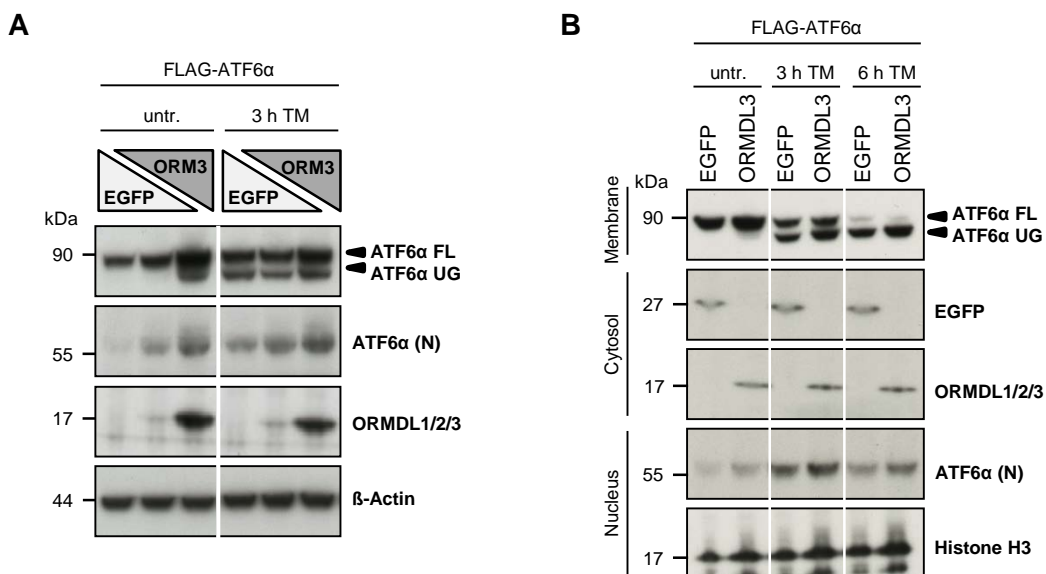 A
FLAG-ATF6α
untr. 3 h TM
ORM3 ORM3
EGFP EGFP
kDa
90 ATF6α FL
ATF6α UG
55 ATF6α (N)
17 ORMDL1/2/3
44 ß-Actin
B
FLAG-ATF6α
untr. 3 h TM 6 h TM
EGFP ORMDL3 EGFP ORMDL3 EGFP ORMDL3
kDa
Membrane
90 ATF6α FL
ATF6α UG
Cytosol
27 EGFP
17 ORMDL1/2/3
Nucleus
55 ATF6α (N)
17 Histone H3